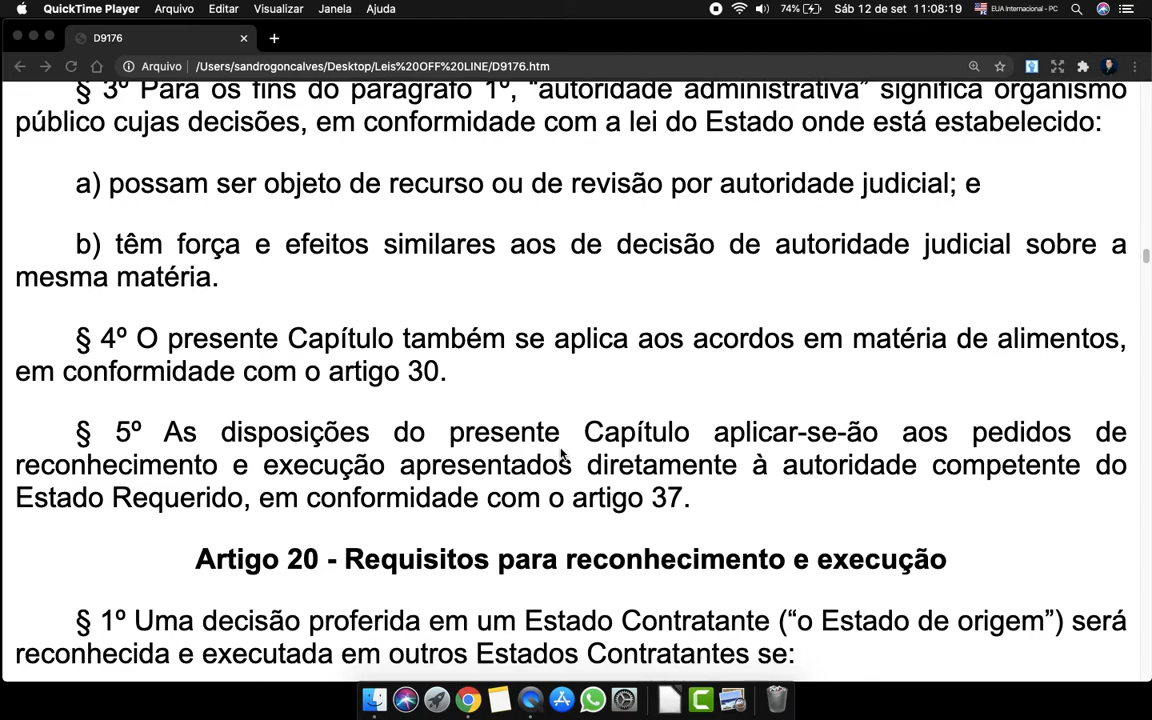 QuickTime Player Arquivo Editar Visualizar Janela Ajuda 74% Sáb 12 de set 11:08:19 EUA Internacional - PC
D9176
Arquivo /Users/sandrogoncalves/Desktop/Leis%20OFF%20LINE/D9176.htm
§ 3º Para os fins do parágrafo 1º, “autoridade administrativa” significa organismo
público cujas decisões, em conformidade com a lei do Estado onde está estabelecido:
a) possam ser objeto de recurso ou de revisão por autoridade judicial; e
b) têm força e efeitos similares aos de decisão de autoridade judicial sobre a
mesma matéria.
§ 4º O presente Capítulo também se aplica aos acordos em matéria de alimentos,
em conformidade com o artigo 30.
§ 5º As disposições do presente Capítulo aplicar-se-ão aos pedidos de
reconhecimento e execução apresentados diretamente à autoridade competente do
Estado Requerido, em conformidade com o artigo 37.
Artigo 20 - Requisitos para reconhecimento e execução
§ 1º Uma decisão proferida em um Estado Contratante (“o Estado de origem”) será
reconhecida e executada em outros Estados Contratantes se: